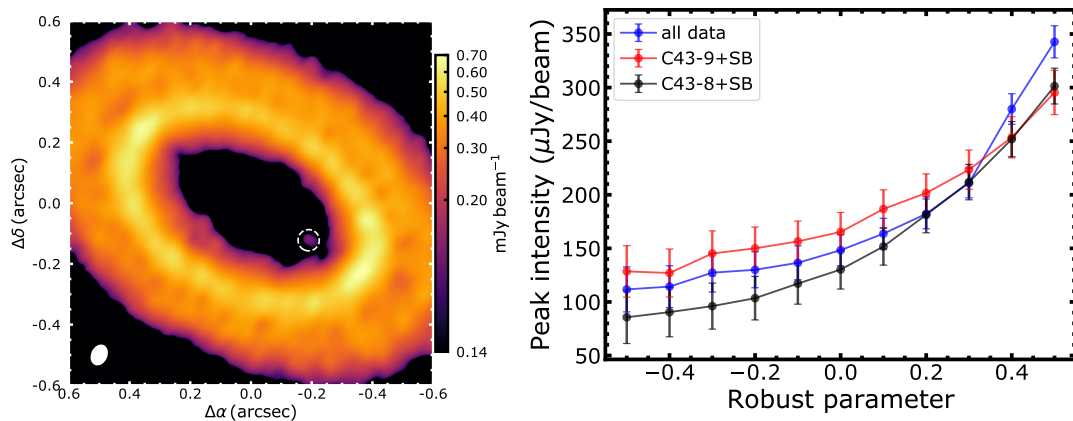 0.6
0.4
0.2
0.0
-0.2
-0.4
-0.6
Δδ (arcsec)
0.6 0.4 0.2 0.0 -0.2 -0.4 -0.6
Δα (arcsec)
0.70
0.60
0.50
0.40
0.30
0.20
0.14
mJy beam⁻¹
350
300
250
200
150
100
50
Peak intensity (μJy/beam)
all data
C43-9+SB
C43-8+SB
−0.4 −0.2 0.0 0.2 0.4
Robust parameter